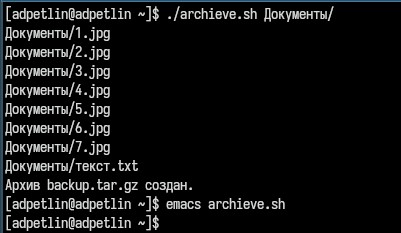 [adpetlin@adpetlin ~]$ ./archieve.sh Документы/
Документы/1.jpg
Документы/2.jpg
Документы/3.jpg
Документы/4.jpg
Документы/5.jpg
Документы/6.jpg
Документы/7.jpg
Документы/текст.txt
Архив backup.tar.gz создан.
[adpetlin@adpetlin ~]$ emacs archieve.sh
[adpetlin@adpetlin ~]$